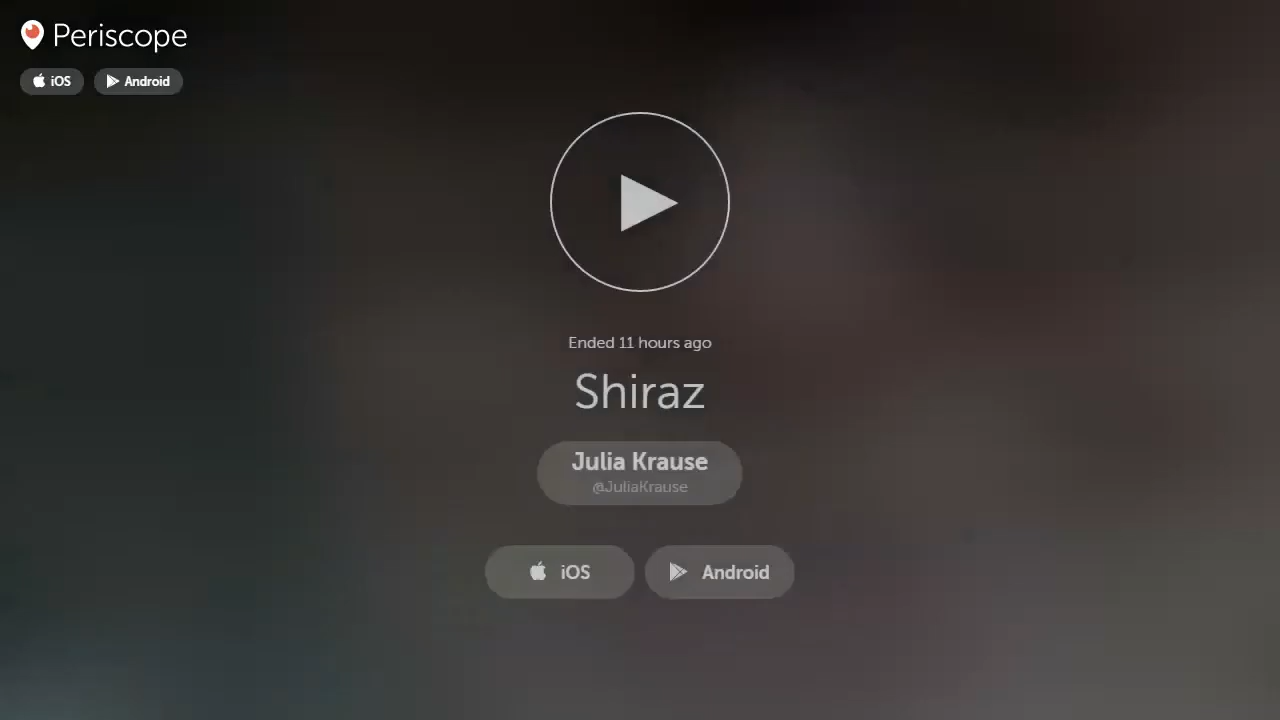 Periscope
iOS
Android
Ended 11 hours ago
Shiraz
Julia Krause
@JuliaKrause
iOS
Android